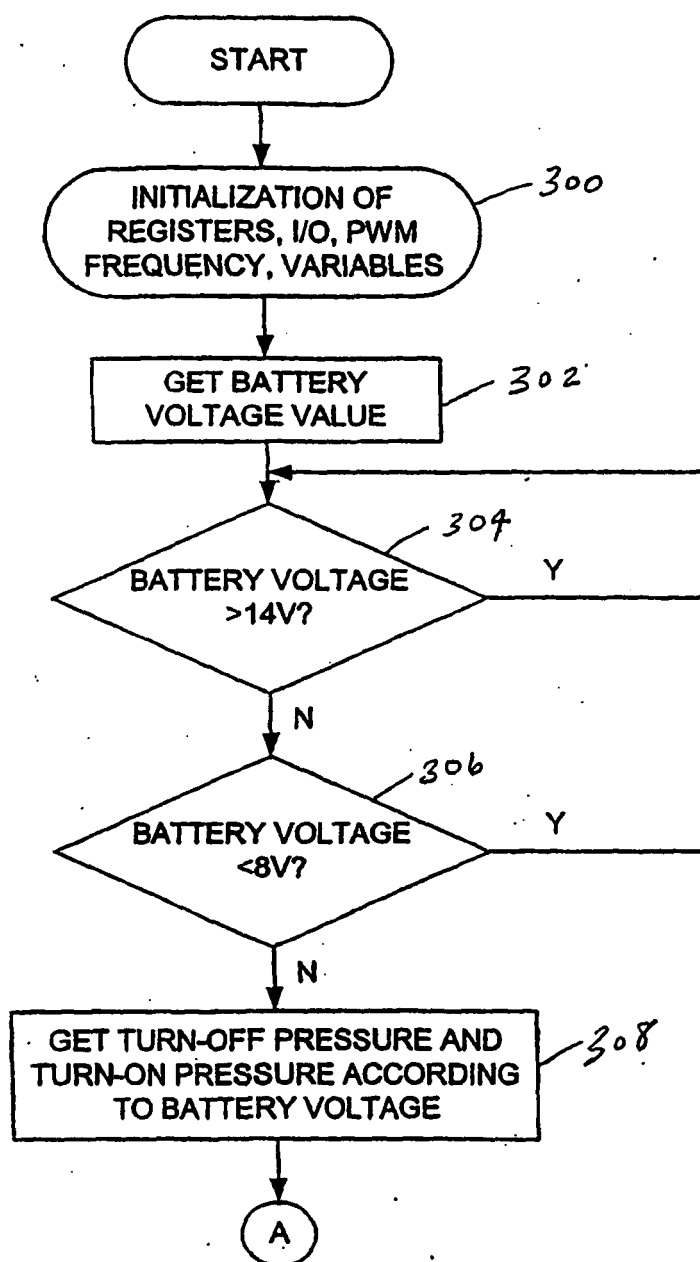 START
INITIALIZATION OF
REGISTERS, I/O, PWM
FREQUENCY, VARIABLES
300
GET BATTERY
VOLTAGE VALUE
302
BATTERY VOLTAGE
>14V?
304
Y
N
BATTERY VOLTAGE
<8V?
306
Y
N
GET TURN-OFF PRESSURE AND
TURN-ON PRESSURE ACCORDING
TO BATTERY VOLTAGE
308
A